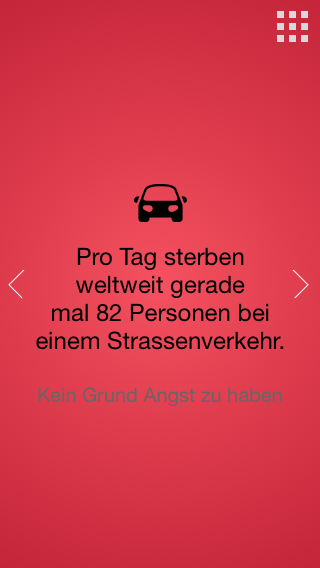 Pro Tag sterben
weltweit gerade
mal 82 Personen bei
einem Strassenverkehr.
Kein Grund Angst zu haben